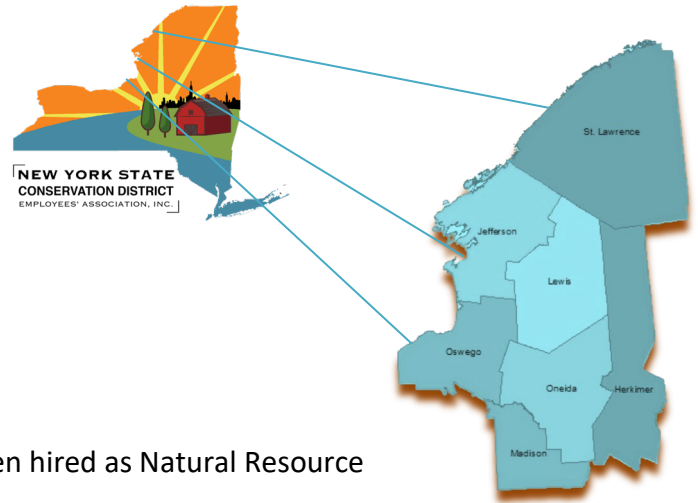 NEW YORK STATE
CONSERVATION DISTRICT
EMPLOYEES' ASSOCIATION, INC.
St. Lawrence
Jefferson
Lewis
Oswego
Oneida
Herkimer
Madison
en hired as Natural Resource